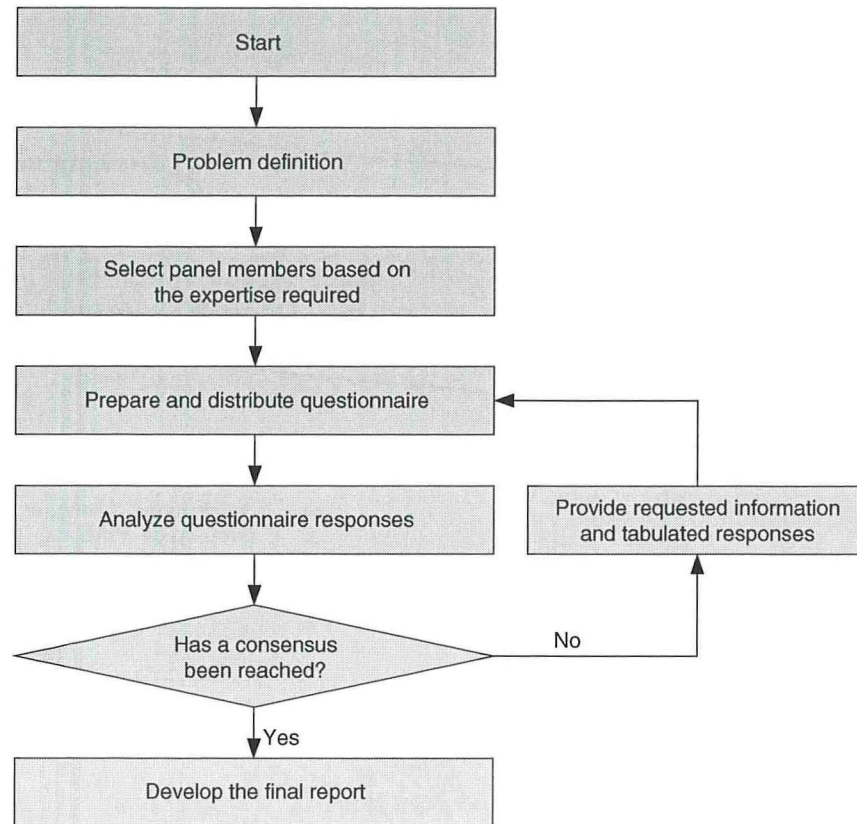 Start
Problem definition
Select panel members based on
the expertise required
Prepare and distribute questionnaire
Analyze questionnaire responses
Provide requested information
and tabulated responses
Has a consensus
been reached?
No
Yes
Develop the final report